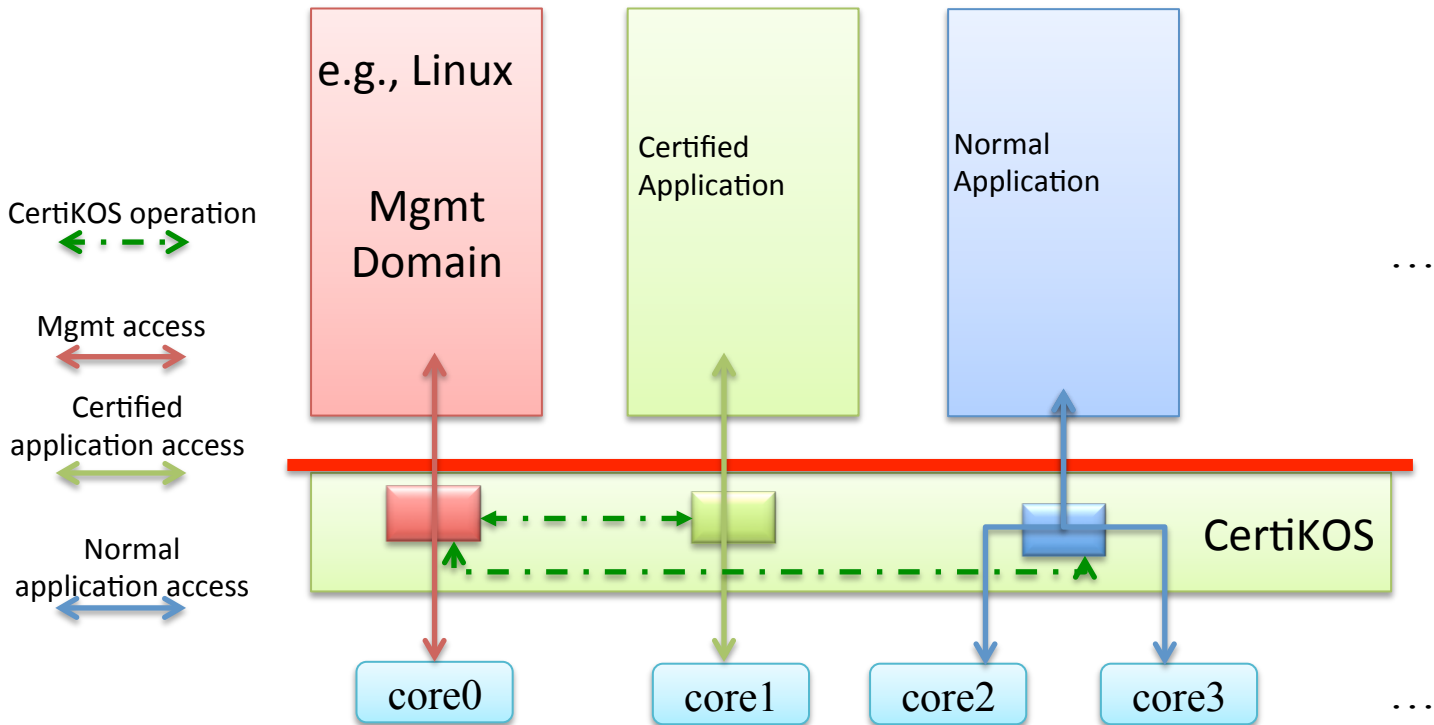 e.g., Linux
Mgmt
Domain
Certified
Application
Normal
Application
...
CertiKOS operation
Mgmt access
Certified
application access
Normal
application access
CertiKOS
core0
core1
core2
core3
...